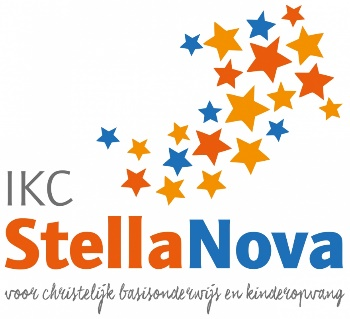 IKC
StellaNova
voor christelijk basisonderwijs en kinderopvang